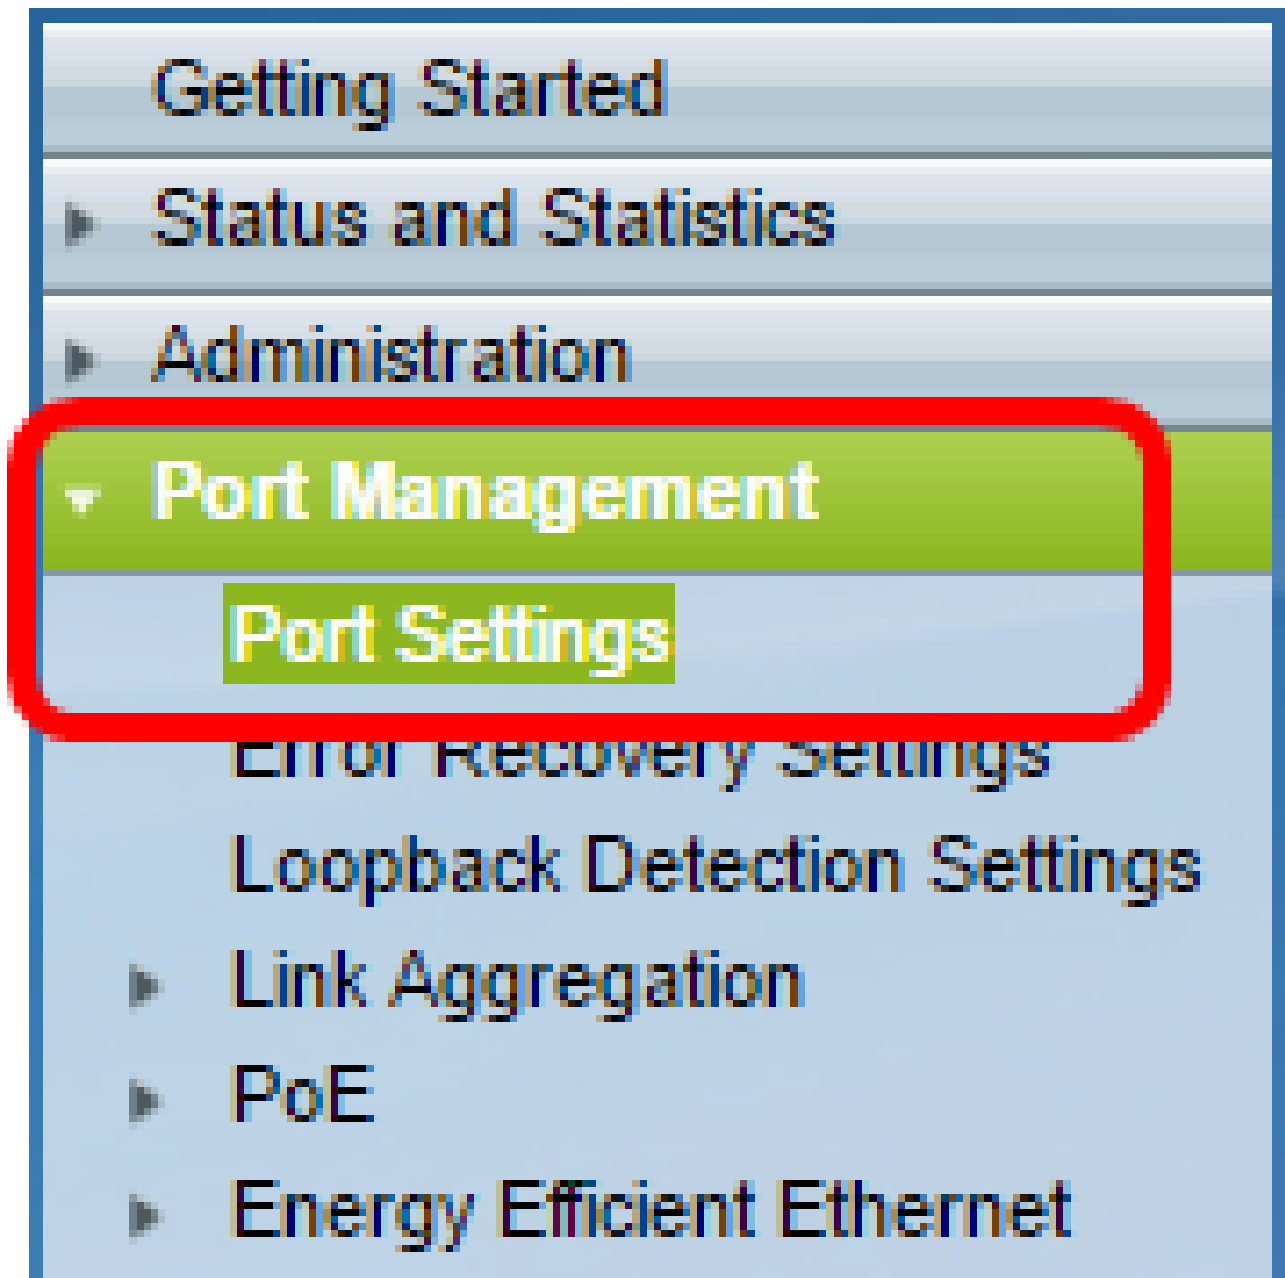 Getting Started
Status and Statistics
Administration
Port Management
Port Settings
Error Recovery Settings
Loopback Detection Settings
Link Aggregation
PoE
Energy Efficient Ethernet